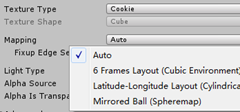 Texture Type Cookie
Texture Shape Cube
Mapping Auto
Fixup Edge Se
Auto
Light Type 6 Frames Layout (Cubic Environment)
Alpha Source Latitude-Longitude Layout (Cylindrica
Alpha Is Transpa Mirrored Ball (Spheremap)